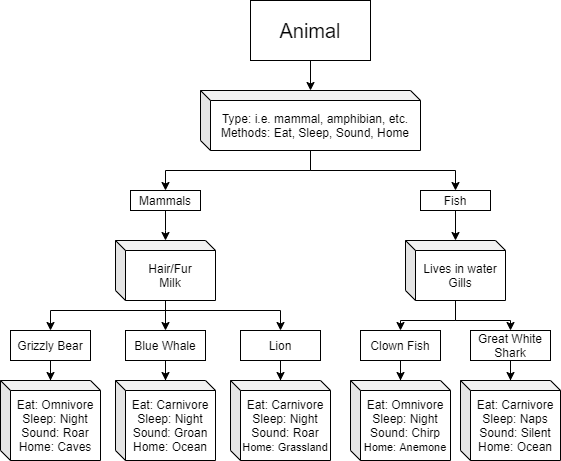 Animal
Type: i.e. mammal, amphibian, etc.
Methods: Eat, Sleep, Sound, Home
Mammals
Fish
Hair/Fur
Milk
Lives in water
Gills
Grizzly Bear
Blue Whale
Lion
Clown Fish
Great White
Shark
Eat: Omnivore
Sleep: Night
Sound: Roar
Home: Caves
Eat: Carnivore
Sleep: Night
Sound: Groan
Home: Ocean
Eat: Carnivore
Sleep: Night
Sound: Roar
Home: Grassland
Eat: Omnivore
Sleep: Night
Sound: Chirp
Home: Anemone
Eat: Carnivore
Sleep: Naps
Sound: Silent
Home: Ocean